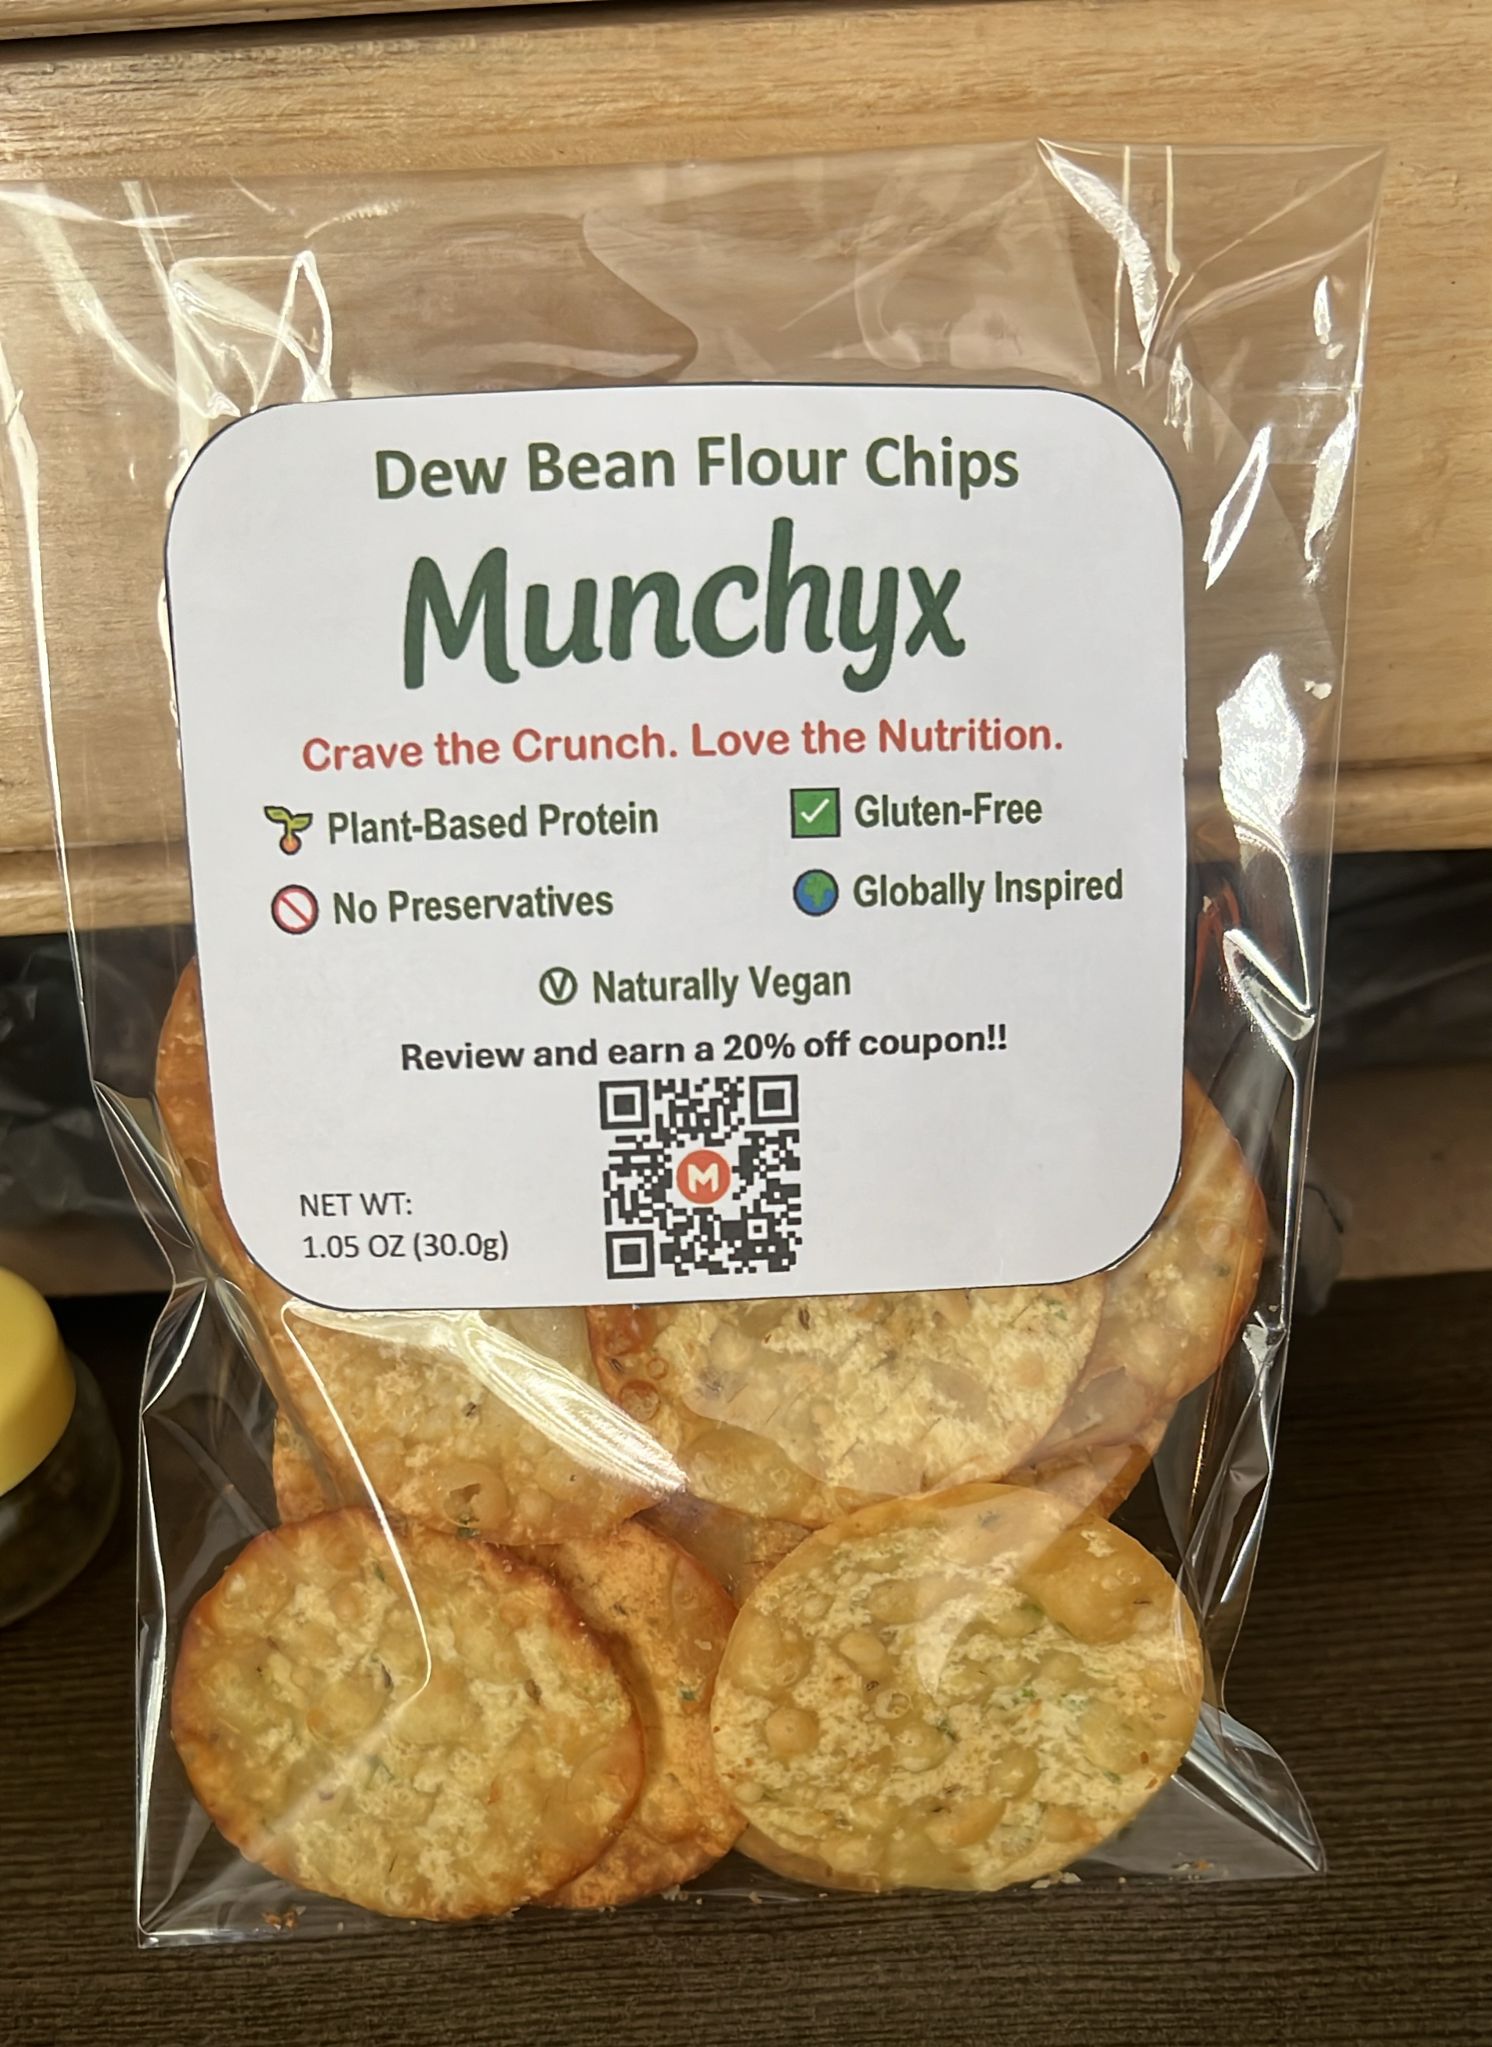 Dew Bean Flour Chips
Munchyx
Crave the Crunch. Love the Nutrition.
Plant-Based Protein
Gluten-Free
No Preservatives
Globally Inspired
V Naturally Vegan
Review and earn a 20% off coupon!!
M
NET WT:
1.05 OZ (30.0g)